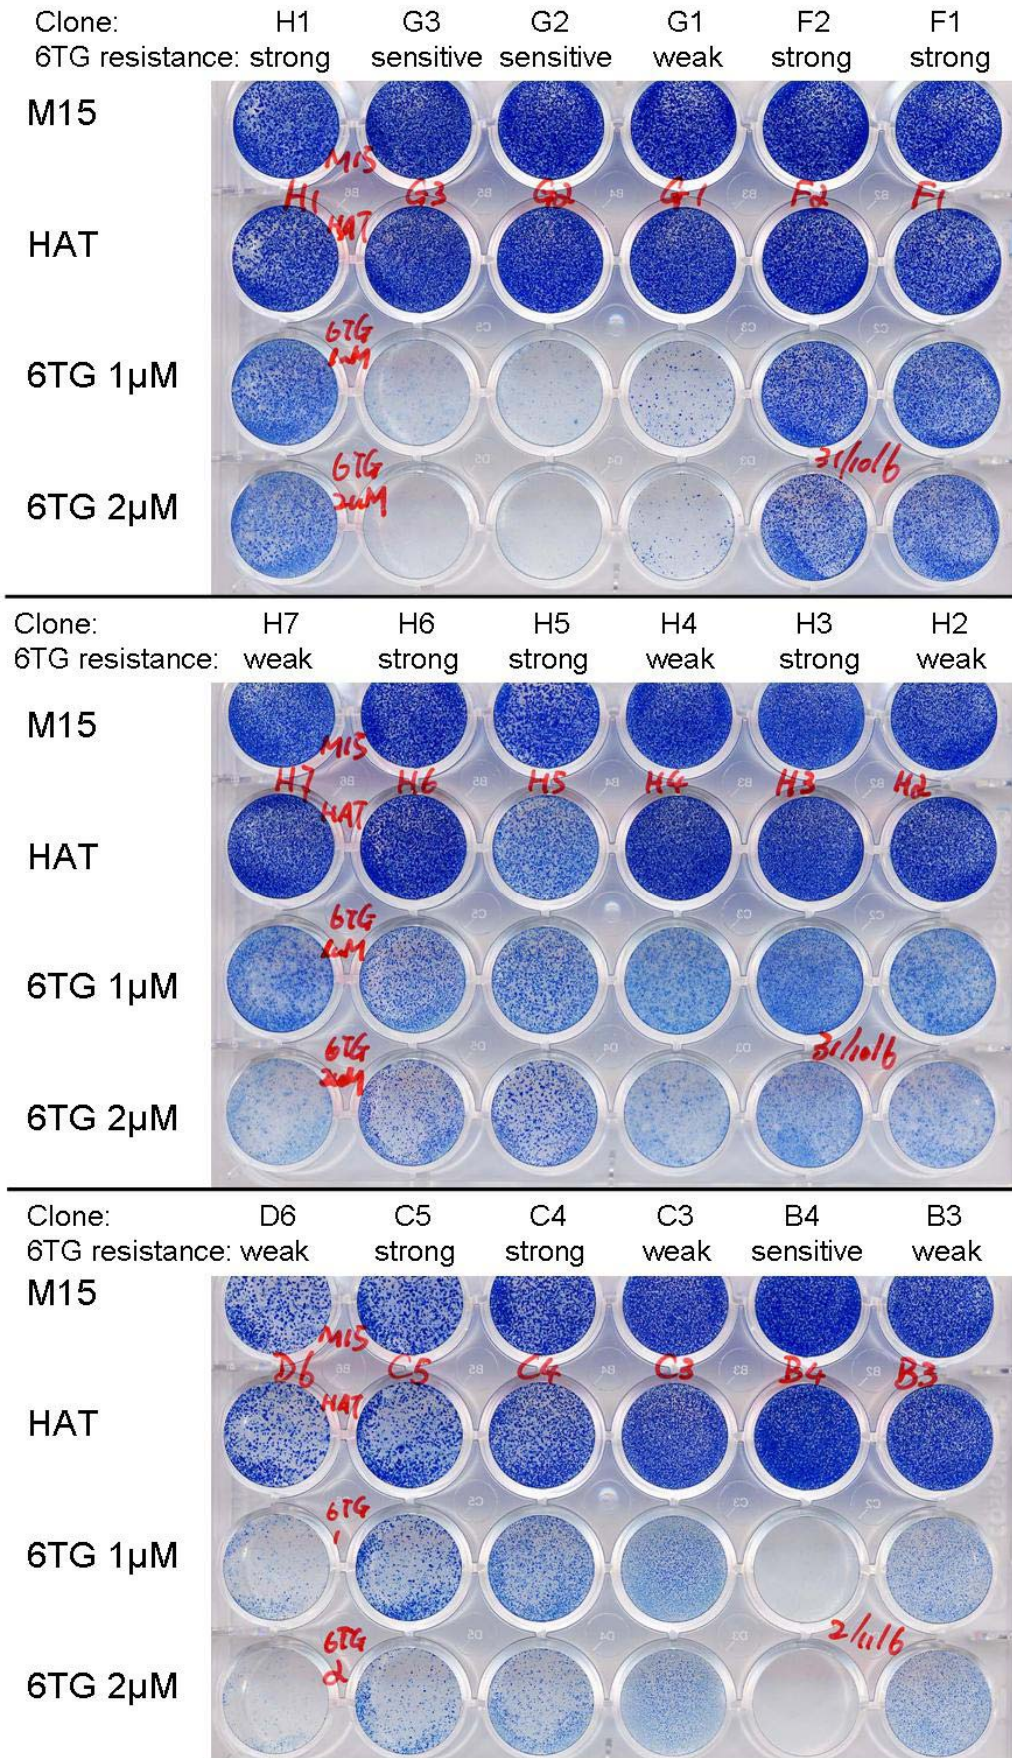 Clone: H1 G3 G2 G1 F2 F1
6TG resistance: strong sensitive sensitive weak strong strong
M15
M15
H1 G3 G2 G1 F2 F1
HAT
HAT
6TG
1µM
6TG 1µM
6TG
2µM
31/10/6
6TG 2µM
Clone: H7 H6 H5 H4 H3 H2
6TG resistance: weak strong strong weak strong weak
M15
M15
H7 H6 H5 H4 H3 H2
HAT
HAT
6TG
1µM
6TG 1µM
6TG
2µM
31/10/6
6TG 2µM
Clone: D6 C5 C4 C3 B4 B3
6TG resistance: weak strong strong weak sensitive weak
M15
M15
D6 C5 C4 C3 B4 B3
HAT
HAT
6TG
1
6TG 1µM
6TG
2
2/11/6
6TG 2µM